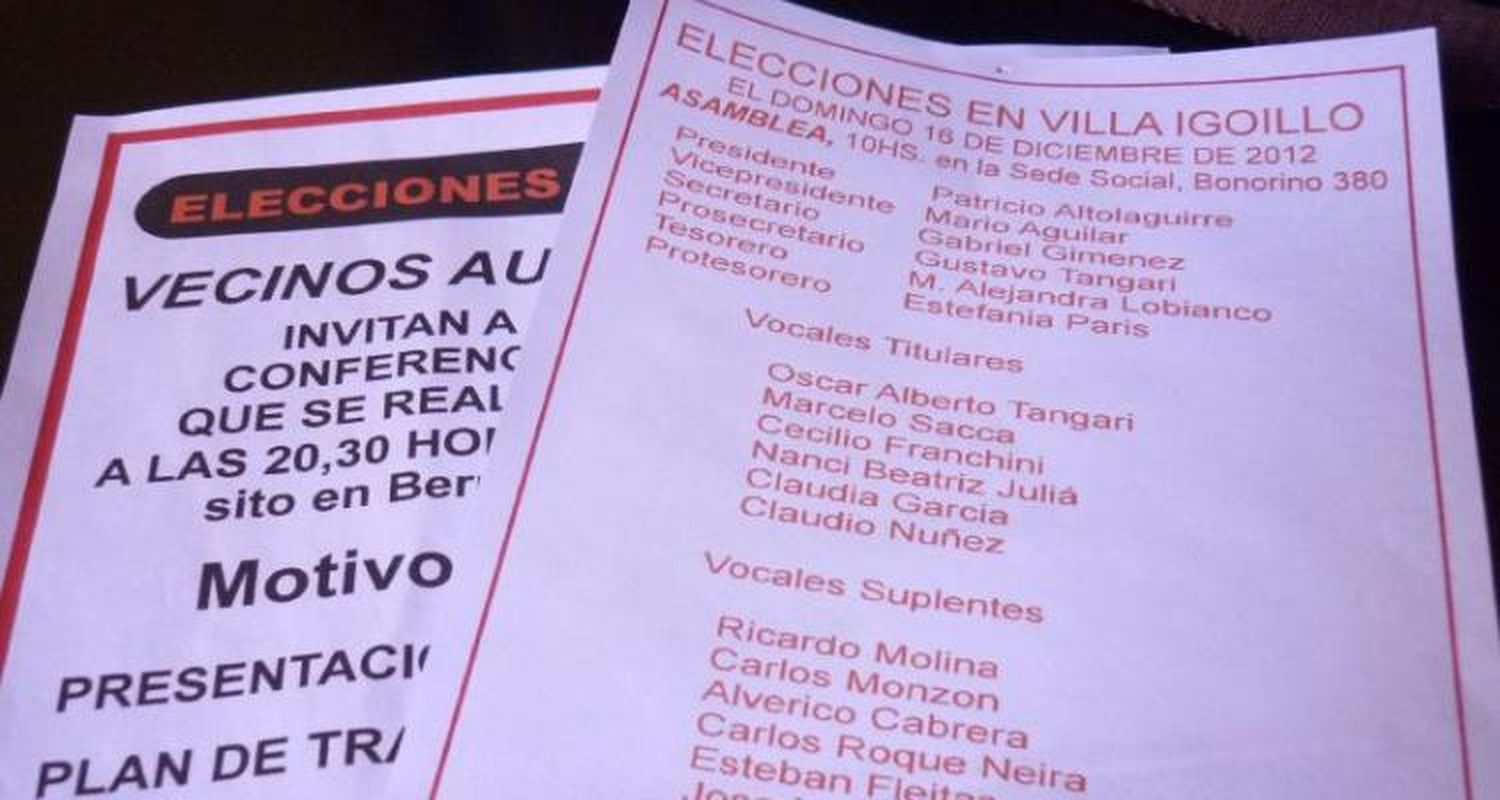 ELECCIONES
VECINOS AU
INVITAN A
CONFERENC
QUE SE REAL
A LAS 20,30 HO
sito en Ber
Motivo
PRESENTACI
PLAN DE TRA
ELECCIONES EN VILLA IGOILLO
EL DOMINGO 16 DE DICIEMBRE DE 2012
ASAMBLEA, 10HS. en la Sede Social, Bonorino 380
Presidente Patricio Altolaguirre
Vicepresidente Mario Aguilar
Secretario Gabriel Gimenez
Prosecretario Gustavo Tangari
Tesorero M. Alejandra Lobianco
Protesorero Estefania Paris
Vocales Titulares
Oscar Alberto Tangari
Marcelo Sacca
Cecilio Franchini
Nanci Beatriz Juliá
Claudia Garcia
Claudio Nuñez
Vocales Suplentes
Ricardo Molina
Carlos Monzon
Alverico Cabrera
Carlos Roque Neira
Esteban Fleitas